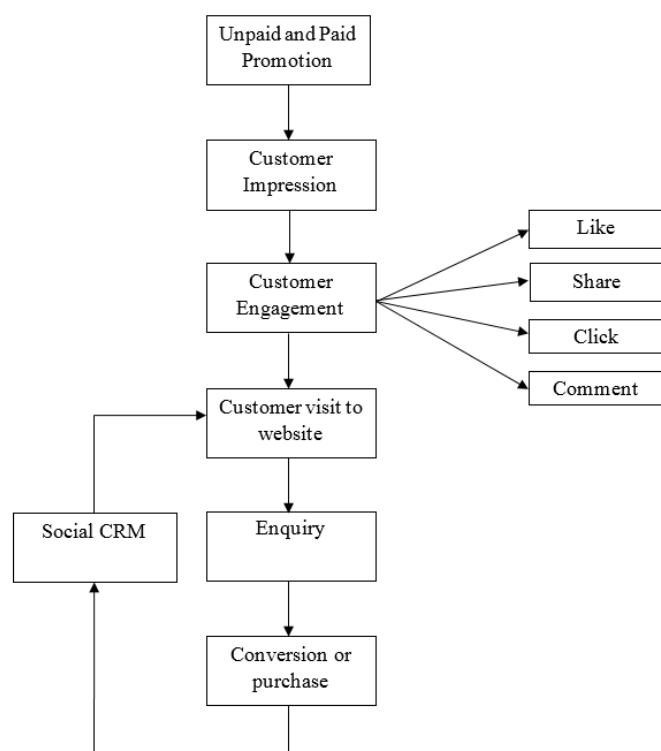 Unpaid and Paid
Promotion
Customer
Impression
Customer
Engagement
Like
Share
Click
Comment
Customer visit to
website
Social CRM
Enquiry
Conversion or
purchase